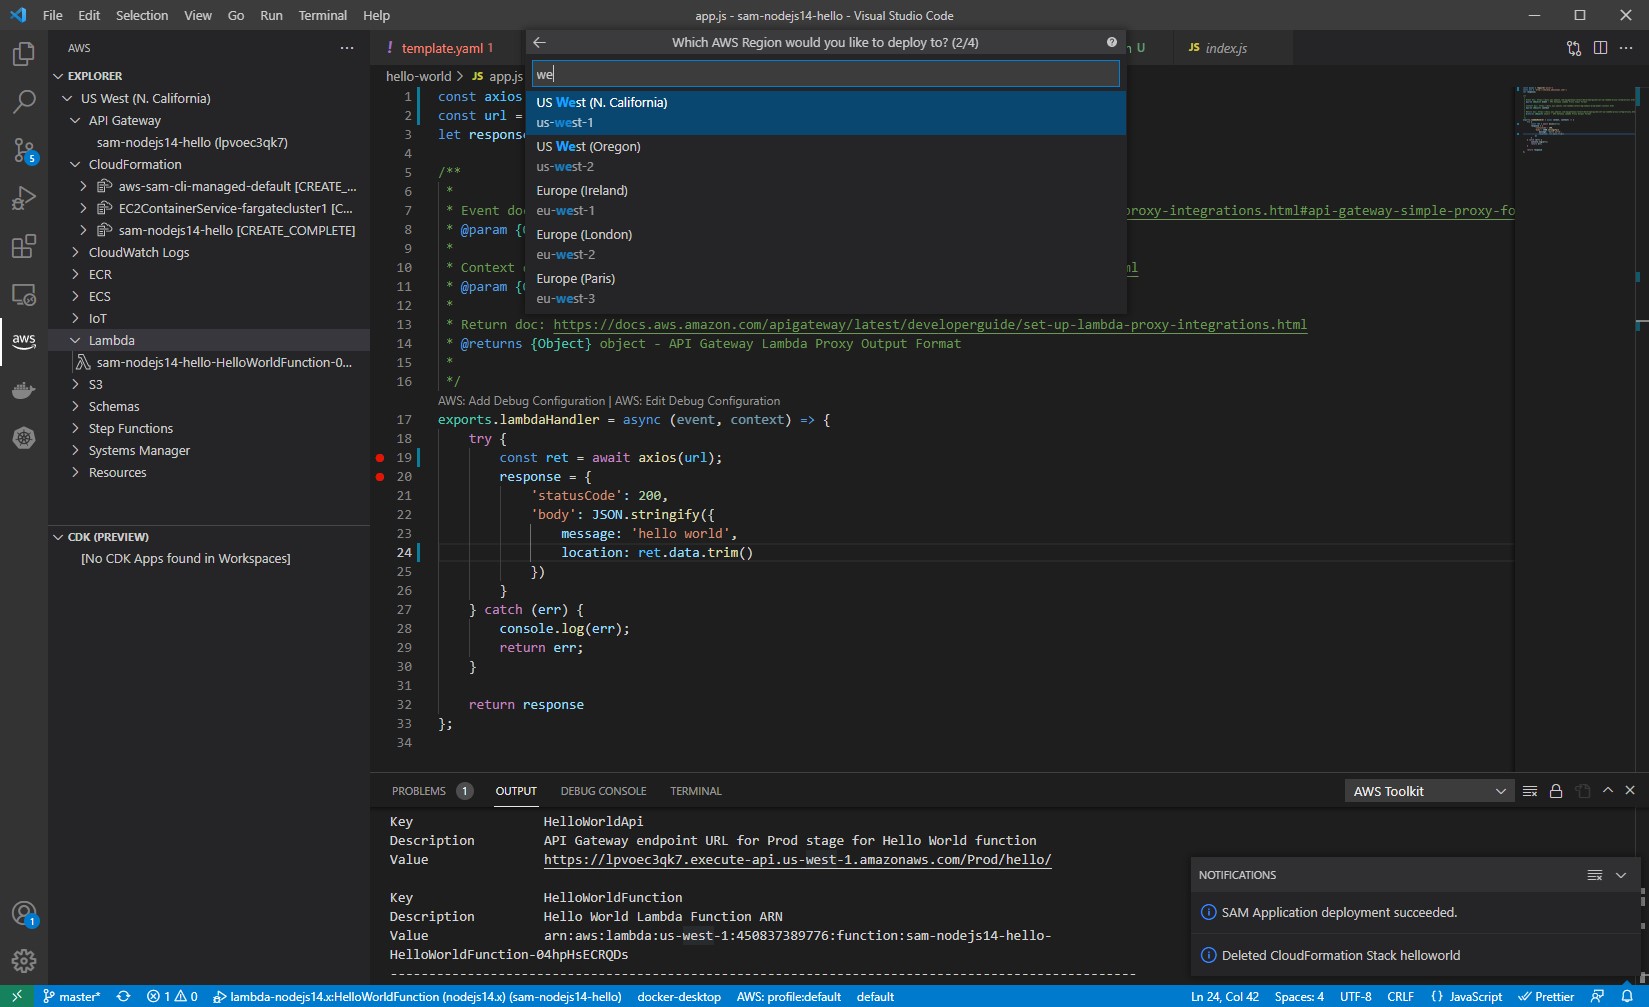 File Edit Selection View Go Run Terminal Help
app.js - sam-nodejs14-hello - Visual Studio Code
AWS
EXPLORER
US West (N. California)
API Gateway
sam-nodejs14-hello (lpvoec3qk7)
CloudFormation
aws-sam-cli-managed-default [CREATE_...
EC2ContainerService-fargatecluster1 [C...
sam-nodejs14-hello [CREATE_COMPLETE]
CloudWatch Logs
ECR
ECS
IoT
Lambda
sam-nodejs14-hello-HelloWorldFunction-0...
S3
Schemas
Step Functions
Systems Manager
Resources
CDK (PREVIEW)
[No CDK Apps found in Workspaces]
5
aws
1
! template.yaml 1
n U
JS index.js
Which AWS Region would you like to deploy to? (2/4)
we
US West (N. California)
us-west-1
US West (Oregon)
us-west-2
Europe (Ireland)
eu-west-1
Europe (London)
eu-west-2
Europe (Paris)
eu-west-3
hello-world > JS app.js
1 const axios
2 const url =
3 let response
4
5 /**
6 *
7 * Event doc proxy-integrations.html#api-gateway-simple-proxy-fo
8 * @param {
9 *
10 * Context ml
11 * @param {
12 *
13 * Return doc: https://docs.aws.amazon.com/apigateway/latest/developerguide/set-up-lambda-proxy-integrations.html
14 * @returns {Object} object - API Gateway Lambda Proxy Output Format
15 *
16 */
AWS: Add Debug Configuration | AWS: Edit Debug Configuration
17 exports.lambdaHandler = async (event, context) => {
18 try {
19 const ret = await axios(url);
20 response = {
21 'statusCode': 200,
22 'body': JSON.stringify({
23 message: 'hello world',
24 location: ret.data.trim()
25 })
26 }
27 } catch (err) {
28 console.log(err);
29 return err;
30 }
31
32 return response
33 };
34
PROBLEMS 1 OUTPUT DEBUG CONSOLE TERMINAL
AWS Toolkit
Key HelloWorldApi
Description API Gateway endpoint URL for Prod stage for Hello World function
Value https://lpvoec3qk7.execute-api.us-west-1.amazonaws.com/Prod/hello/
Key HelloWorldFunction
Description Hello World Lambda Function ARN
Value arn:aws:lambda:us-west-1:450837389776:function:sam-nodejs14-hello-
HelloWorldFunction-04hpHsECRQDs
NOTIFICATIONS
SAM Application deployment succeeded.
Deleted CloudFormation Stack helloworld
master* 1 0 lambda-nodejs14.x:HelloWorldFunction (nodejs14.x) (sam-nodejs14-hello) docker-desktop AWS: profile:default default
Ln 24, Col 42 Spaces: 4 UTF-8 CRLF {} JavaScript Prettier